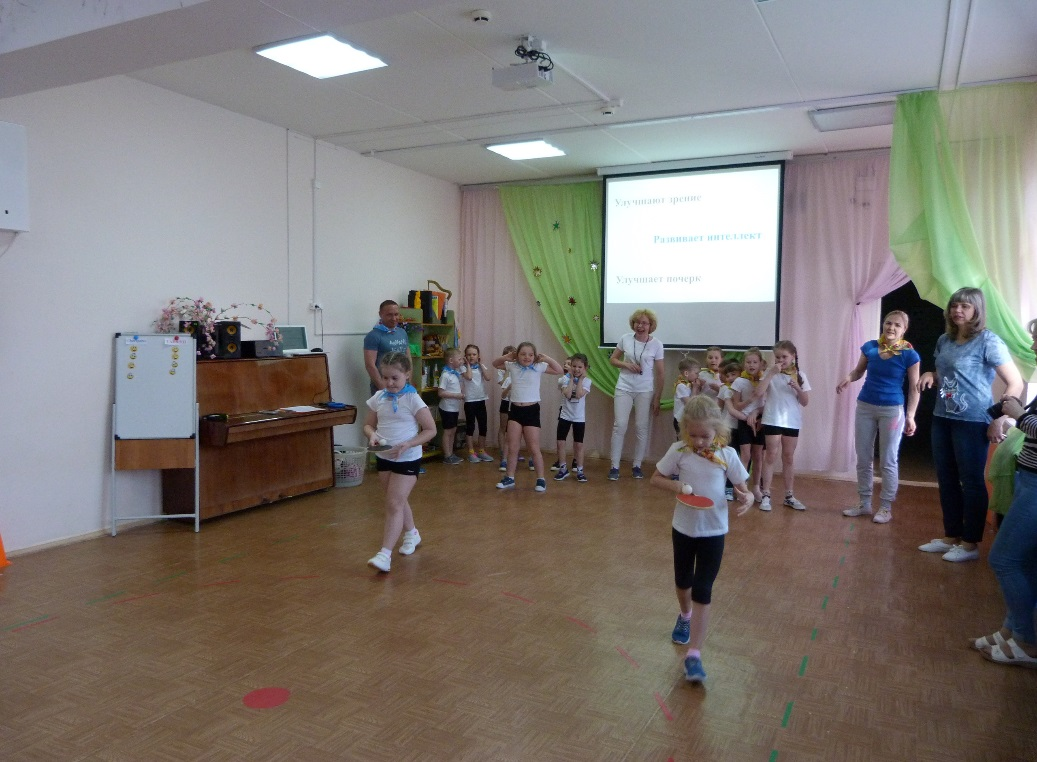 Улучшают зрение
Развивает интеллект
Улучшает почерк